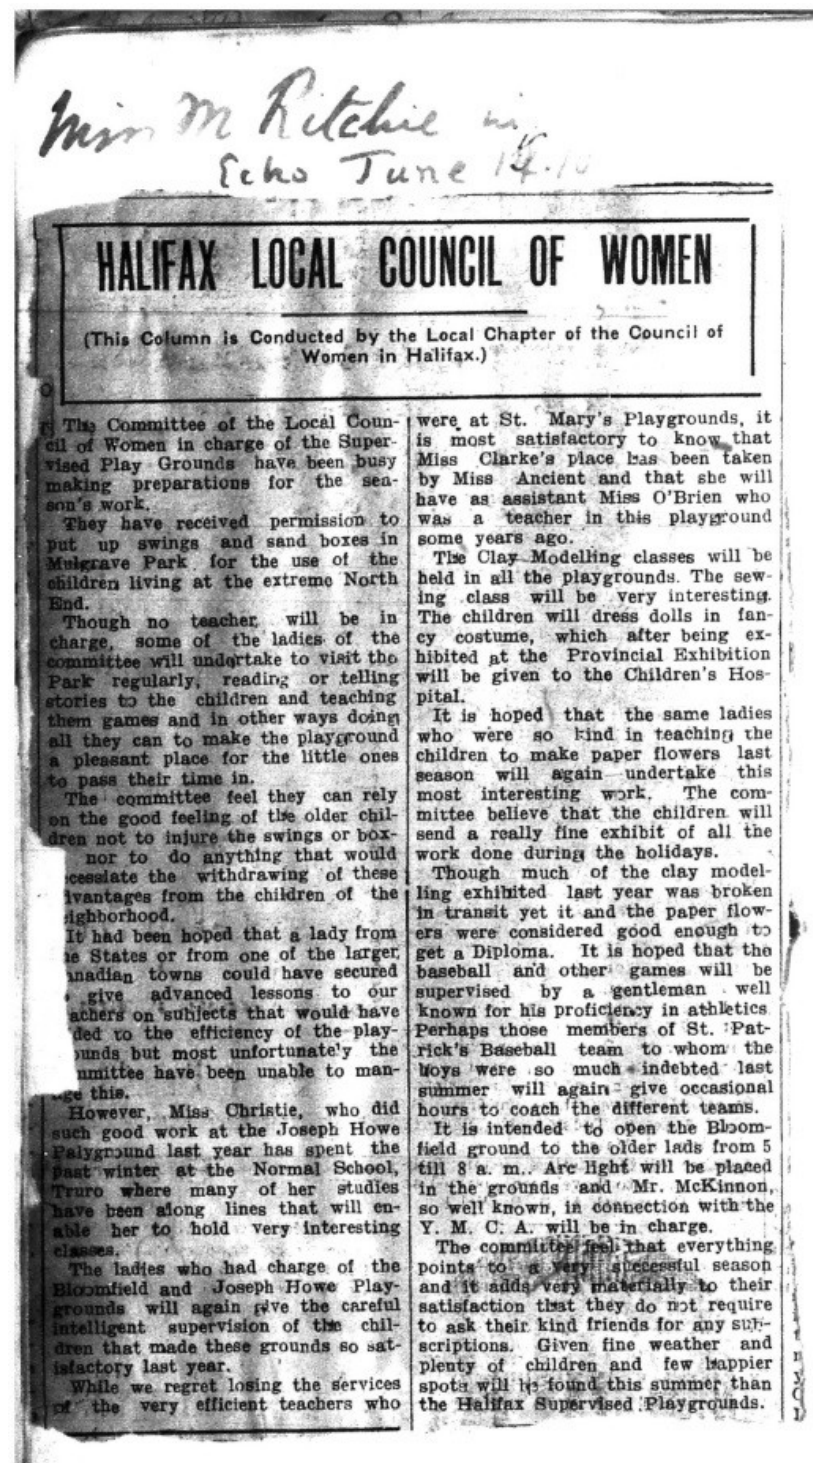 Miss M Ritchie in
Echo June
HALIFAX LOCAL COUNCIL OF WOMEN
(This Column is Conducted by the Local Chapter of the Council of
Women in Halifax.)
The Committee of the Local Coun-
cil of Women in charge of the Super-
vised Play Grounds have been busy
making preparations for the sea-
son's work.
They have received permission to
put up swings and sand boxes in
Mulgrave Park for the use of the
children living at the extreme North
End.
Though no teacher, will be in
charge, some of the ladies of the
committee will undertake to visit the
Park regularly, reading or telling
stories to the children and teaching
them games and in other ways doing
all they can to make the playground
a pleasant place for the little ones
to pass their time in.
The committee feel they can rely
on the good feeling of the older chil-
dren not to injure the swings or box-
nor to do anything that would
cessiate the withdrawing of these
lvantages from the children of the
eighborhood.
It had been hoped that a lady from
he States or from one of the larger
anadian towns could have secured
give advanced lessons to our
achers on subjects that would have
ded to the efficiency of the play-
ounds but most unfortunately the
mmittee have been unable to man-
ge this.
However, Miss Christie, who did
such good work at the Joseph Howe
Palyground last year has spent the
past winter at the Normal School,
Truro where many of her studies
have been along lines that will en-
able her to hold very interesting
classes.
The ladies who had charge of the
Bloomfield and Joseph Howe Play-
grounds will again give the careful
intelligent supervision of the chil-
dren that made these grounds so sat-
isfactory last year.
While we regret losing the services
of the very efficient teachers who
were at St. Mary's Playgrounds, it
is most satisfactory to know that
Miss Clarke's place has been taken
by Miss Ancient and that she will
have as assistant Miss O'Brien who
was a teacher in this playground
some years ago.
The Clay Modelling classes will be
held in all the playgrounds. The sew-
ing class will be very interesting.
The children will dress dolls in fan-
cy costume, which after being ex-
hibited at the Provincial Exhibition
will be given to the Children's Hos-
pital.
It is hoped that the same ladies
who were so kind in teaching the
children to make paper flowers last
season will again undertake this
most interesting work. The com-
mittee believe that the children will
send a really fine exhibit of all the
work done during the holidays.
Though much of the clay model-
ling exhibited last year was broken
in transit yet it and the paper flow-
ers were considered good enough to
get a Diploma. It is hoped that the
baseball and other games will be
supervised by a gentleman well
known for his proficiency in athletics
Perhaps those members of St. Pat-
rick's Baseball team to whom the
boys were so much indebted last
summer will again give occasional
hours to coach the different teams.
It is intended to open the Bloom-
field ground to the older lads from 5
till 8 a. m.. Arc light will be placed
in the grounds and Mr. McKinnon,
so well known, in connection with the
Y. M. C. A. will be in charge.
The committee feel that everything
points to a very successful season
and it adds very materially to their
satisfaction that they do not require
to ask their kind friends for any sub-
scriptions. Given fine weather and
plenty of children and few happier
spots will be found this summer than
the Halifax Supervised Playgrounds.